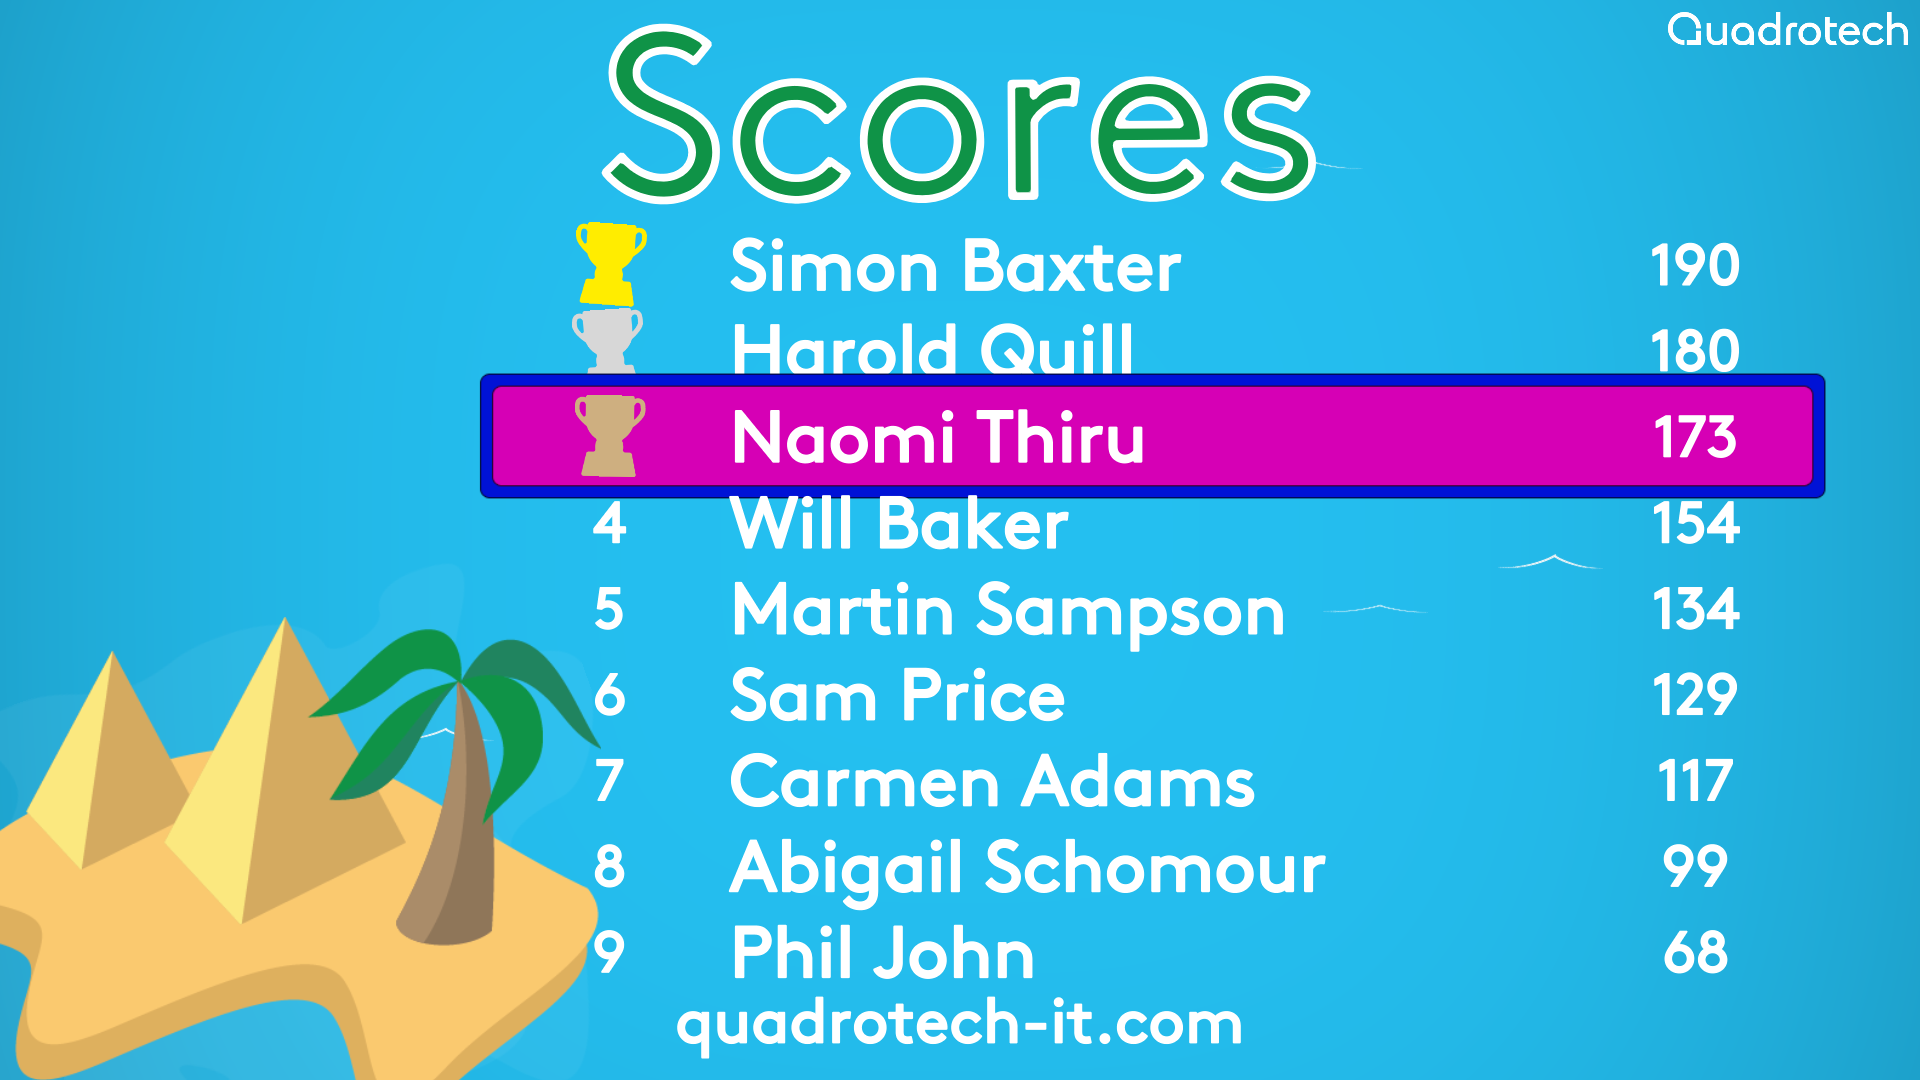 Quadrotech
Scores
Simon Baxter 190
Harold Quill 180
Naomi Thiru 173
4 Will Baker 154
5 Martin Sampson 134
6 Sam Price 129
7 Carmen Adams 117
8 Abigail Schomour 99
9 Phil John 68
quadrotech-it.com